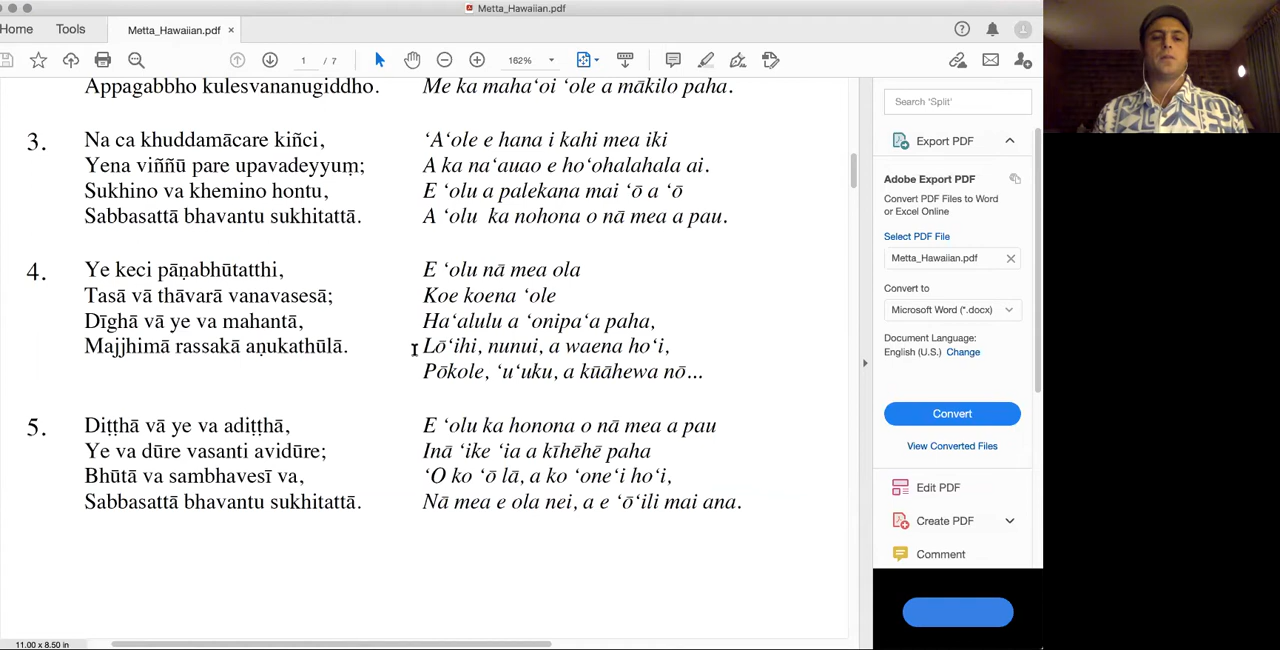 Metta_Hawaiian.pdf
Home
Tools
Metta_Hawaiian.pdf ×
1 / 7
162%
Appagabbho kulesvananugiddho.
Me ka maha‘oi ‘ole a mākilo paha.
3.
Na ca khuddamācare kiñci,
Yena viññū pare upavadeyyuṃ;
Sukhino va khemino hontu,
Sabbasattā bhavantu sukhitattā.
‘A‘ole e hana i kahi mea iki
A ka na‘auao e ho‘ohalahala ai.
E ‘olu a palekana mai ‘ō a ‘ō
A ‘olu ka nohona o nā mea a pau.
4.
Ye keci pāṇabhūtatthi,
Tasā vā thāvarā vanavasesā;
Dīghā vā ye va mahantā,
Majjhimā rassakā aṇukathūlā.
E ‘olu nā mea ola
Koe koena ‘ole
Ha‘alulu a ‘onipa‘a paha,
Lō‘ihi, nunui, a waena ho‘i,
Pōkole, ‘u‘uku, a kūāhewa nō...
5.
Diṭṭhā vā ye va adiṭṭhā,
Ye va dūre vasanti avidūre;
Bhūtā va sambhavesī va,
Sabbasattā bhavantu sukhitattā.
E ‘olu ka honona o nā mea a pau
Inā ‘ike ‘ia a kīhēhē paha
‘O ko ‘ō lā, a ko ‘one‘i ho‘i,
Nā mea e ola nei, a e ‘ō‘ili mai ana.
11.00 x 8.50 in
Search ‘Split’
Export PDF
Adobe Export PDF
Convert PDF Files to Word
or Excel Online
Select PDF File
Metta_Hawaiian.pdf
Convert to
Microsoft Word (*.docx)
Document Language:
English (U.S.) Change
Convert
View Converted Files
Edit PDF
Create PDF
Comment